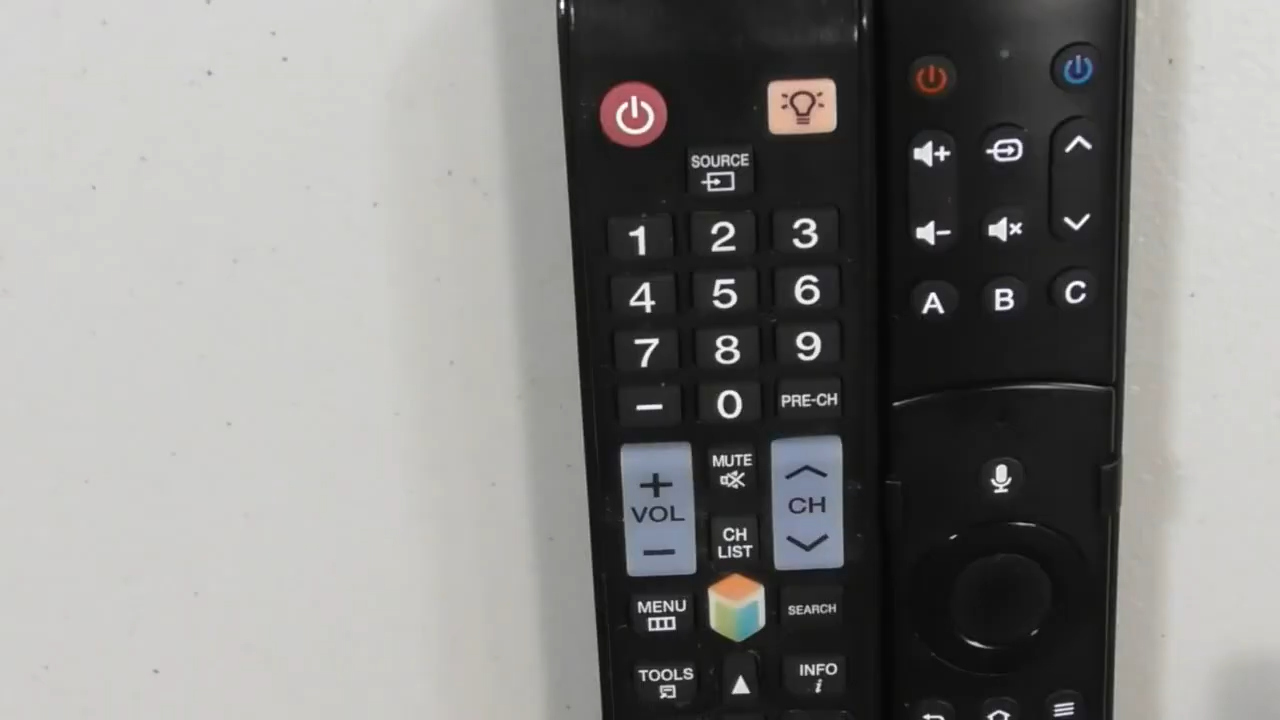 SOURCE
1 2 3
4 5 6
7 8 9
– 0 PRE-CH
+
VOL
–
MUTE
CH
CH
LIST
MENU
SEARCH
TOOLS
INFO
i
A B C